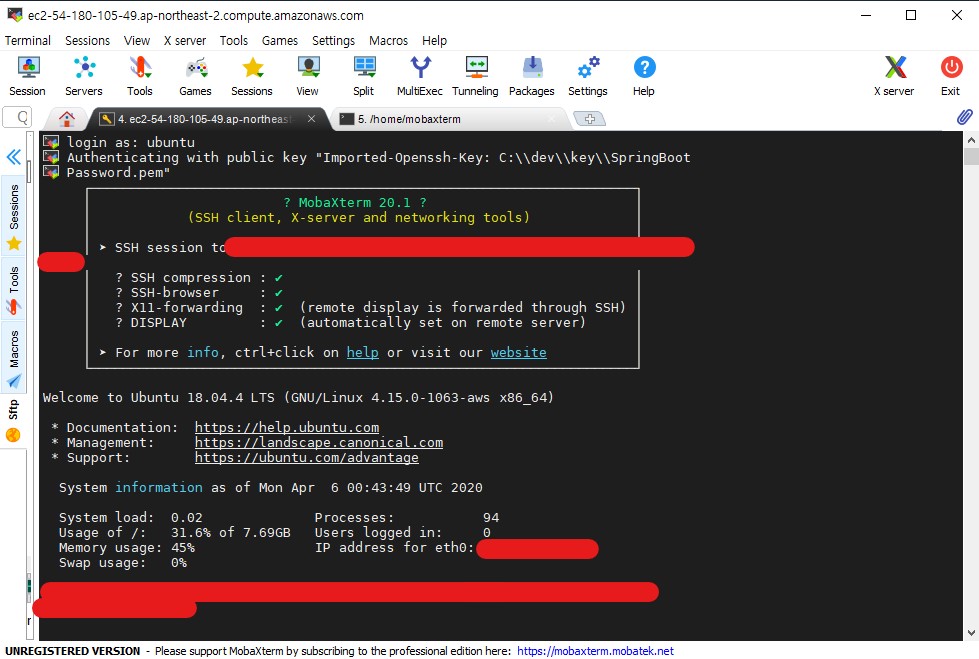 ec2-54-180-105-49.ap-northeast-2.compute.amazonaws.com
Terminal Sessions View X server Tools Games Settings Macros Help
Session Servers Tools Games Sessions View Split MultiExec Tunneling Packages Settings Help X server Exit
4. ec2-54-180-105-49.ap-northeast 5. /home/mobaxterm
Sessions
Tools
Macros
Sftp
login as: ubuntu
Authenticating with public key "Imported-Openssh-Key: C:\\dev\\key\\SpringBoot
Password.pem"
? MobaXterm 20.1 ?
(SSH client, X-server and networking tools)
➤ SSH session to
? SSH compression : ✔
? SSH-browser : ✔
? X11-forwarding : ✔ (remote display is forwarded through SSH)
? DISPLAY : ✔ (automatically set on remote server)
➤ For more info, ctrl+click on help or visit our website
Welcome to Ubuntu 18.04.4 LTS (GNU/Linux 4.15.0-1063-aws x86_64)
* Documentation: https://help.ubuntu.com
* Management: https://landscape.canonical.com
* Support: https://ubuntu.com/advantage
System information as of Mon Apr 6 00:43:49 UTC 2020
System load: 0.02 Processes: 94
Usage of /: 31.6% of 7.69GB Users logged in: 0
Memory usage: 45% IP address for eth0:
Swap usage: 0%
UNREGISTERED VERSION - Please support MobaXterm by subscribing to the professional edition here: https://mobaxterm.mobatek.net